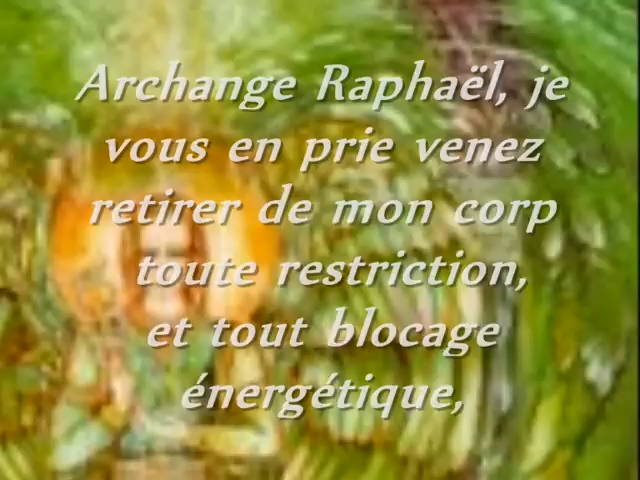 Archange Raphaël, je
vous en prie venez
retirer de mon corp
toute restriction,
et tout blocage
énergétique,